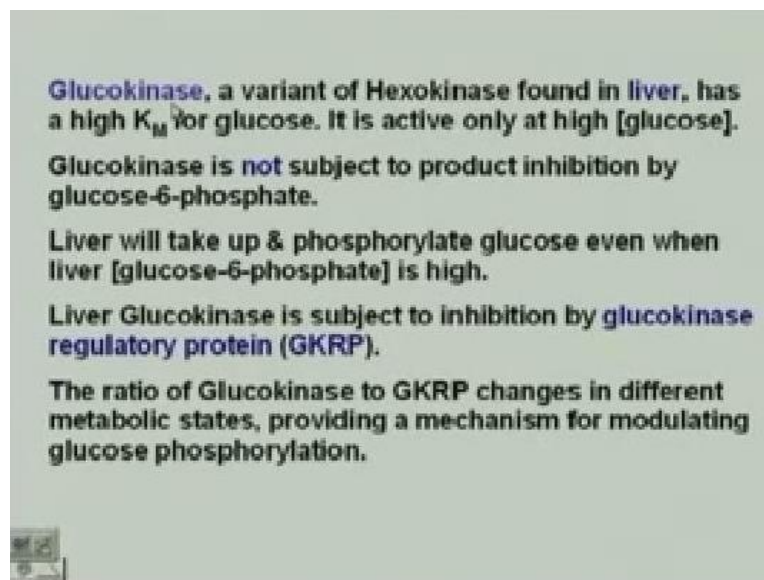 Glucokinase, a variant of Hexokinase found in liver, has
a high KM for glucose. It is active only at high [glucose].
Glucokinase is not subject to product inhibition by
glucose-6-phosphate.
Liver will take up & phosphorylate glucose even when
liver [glucose-6-phosphate] is high.
Liver Glucokinase is subject to inhibition by glucokinase
regulatory protein (GKRP).
The ratio of Glucokinase to GKRP changes in different
metabolic states, providing a mechanism for modulating
glucose phosphorylation.